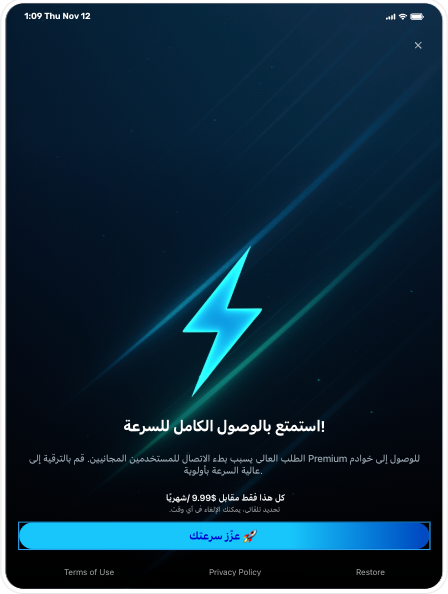 1:09 Thu Nov 12
استمتع بالوصول الكامل للسرعة!
للوصول إلى خوادم Premium الطلب العالي يسبب بطء الاتصال للمستخدمين المجانيين. قم بالترقية إلى
عالية السرعة بأولوية.
كل هذا فقط مقابل $9.99 /شهريًا
تجديد تلقائي، يمكنك الإلغاء في أي وقت.
🚀 عزّز سرعتك
Terms of Use
Privacy Policy
Restore